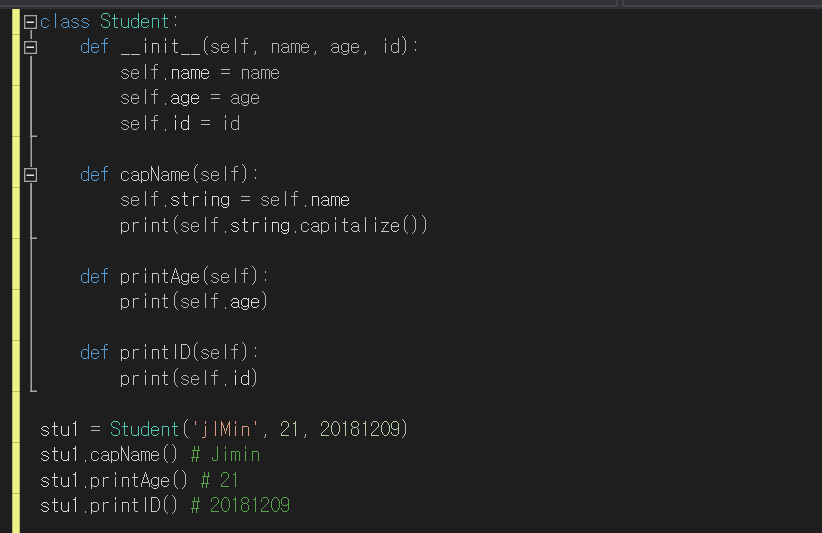 class Student:
    def __init__(self, name, age, id):
        self.name = name
        self.age = age
        self.id = id

    def capName(self):
        self.string = self.name
        print(self.string.capitalize())

    def printAge(self):
        print(self.age)

    def printID(self):
        print(self.id)

stu1 = Student('jIMin', 21, 20181209)
stu1.capName() # Jimin
stu1.printAge() # 21
stu1.printID() # 20181209